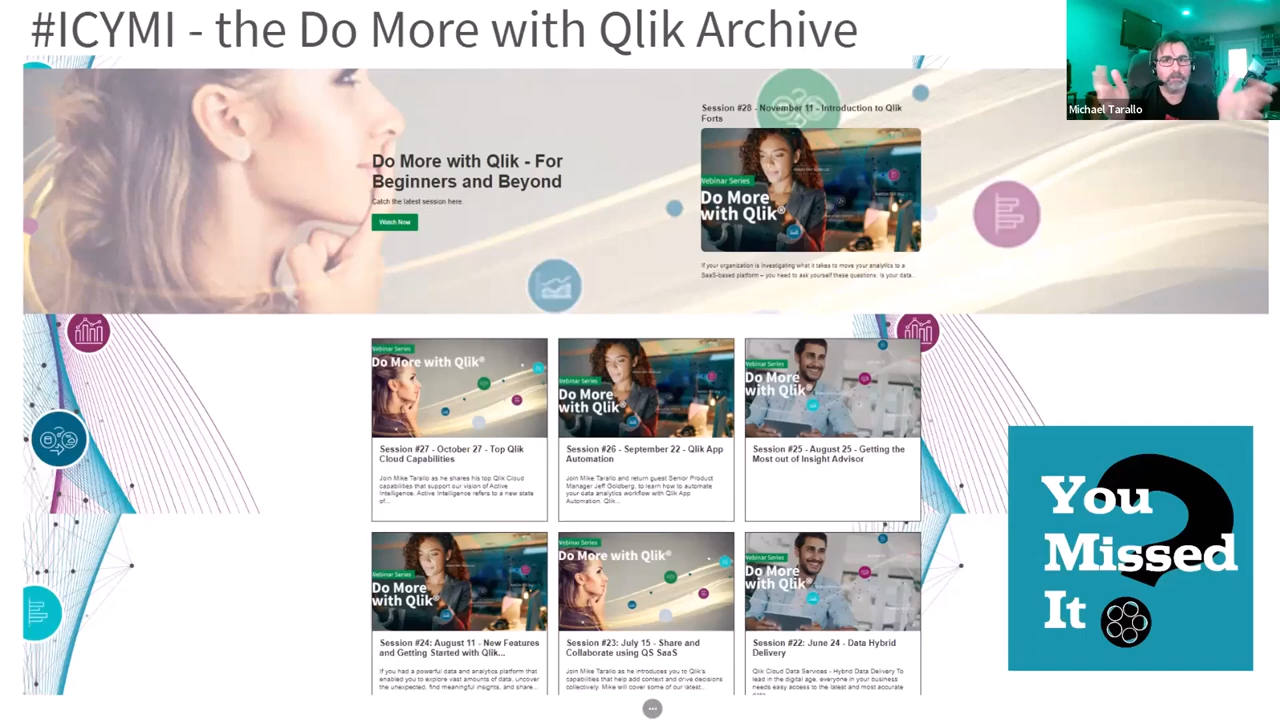 #ICYMI - the Do More with Qlik Archive
Michael Tarallo
Do More with Qlik - For
Beginners and Beyond
Catch the latest session here.
Watch Now
Session #28 - November 11 - Introduction to Qlik
Forts
Webinar Series
Do More
with Qlik®
If your organization is investigating what it takes to move your analytics to a
SaaS-based platform – you need to ask yourself these questions. Is your data..
Webinar Series
Do More with Qlik®
Session #27 - October 27 - Top Qlik
Cloud Capabilities
Join Mike Tarallo as he shares his top Qlik Cloud
capabilities that support our vision of Active
Intelligence. Active Intelligence refers to a new state
of...
Webinar Series
Do More
with Qlik®
Session #26 - September 22 - Qlik App
Automation
Join Mike Tarallo and return guest Senior Product
Manager Jeff Goldberg, to learn how to automate
your data analytics workflow with Qlik App
Automation. Qlik...
Webinar Series
Do More
with Qlik®
Session #25 - August 25 - Getting the
Most out of Insight Advisor
Webinar Series
Do More
with Qlik®
Session #24: August 11 - New Features
and Getting Started with Qlik...
If you had a powerful data and analytics platform that
enabled you to explore vast amounts of data, uncover
the unexpected, find meaningful insights, and share...
Webinar Series
Do More with Qlik®
Session #23: July 15 - Share and
Collaborate using QS SaaS
Join Mike Tarallo as he introduces you to Qlik's
capabilities that help add context and drive decisions
collectively. Mike will cover some of our latest...
Webinar Series
Do More
with Qlik®
Session #22: June 24 - Data Hybrid
Delivery
Qlik Cloud Data Services - Hybrid Data Delivery To
lead in the digital age, everyone in your business
needs easy access to the latest and most accurate
You
Missed
It
?